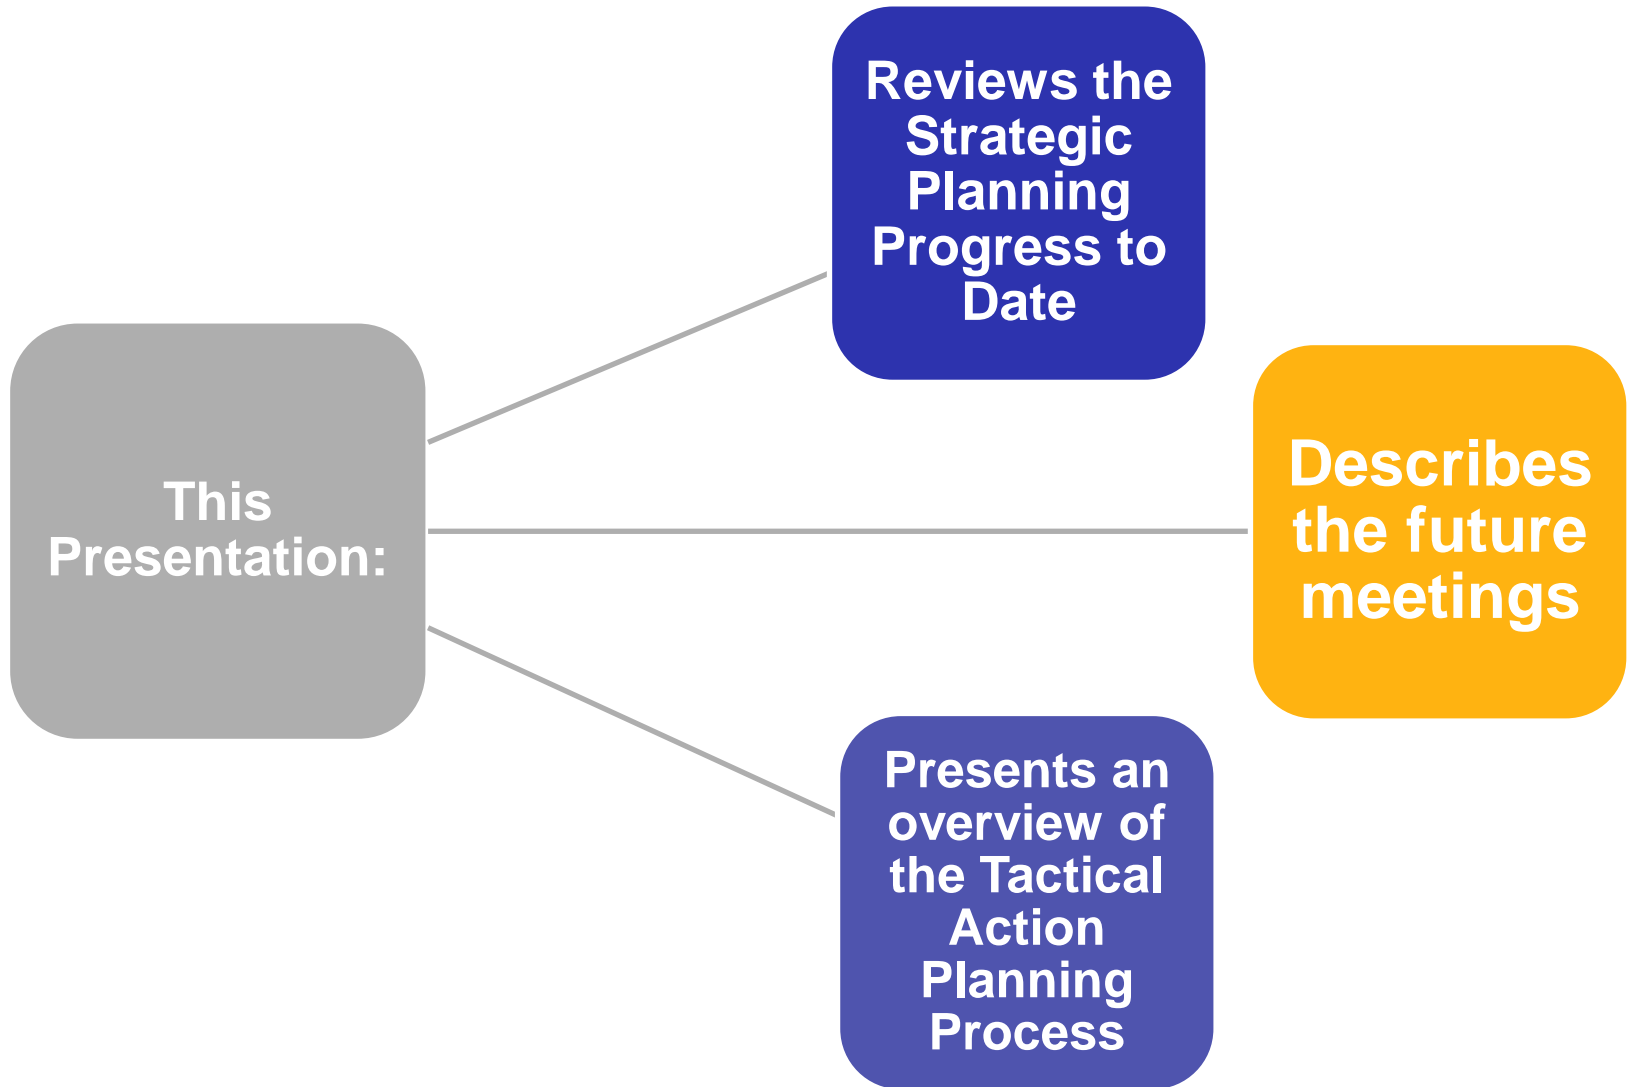 This
Presentation:
Reviews the
Strategic
Planning
Progress to
Date
Describes
the future
meetings
Presents an
overview of
the Tactical
Action
Planning
Process